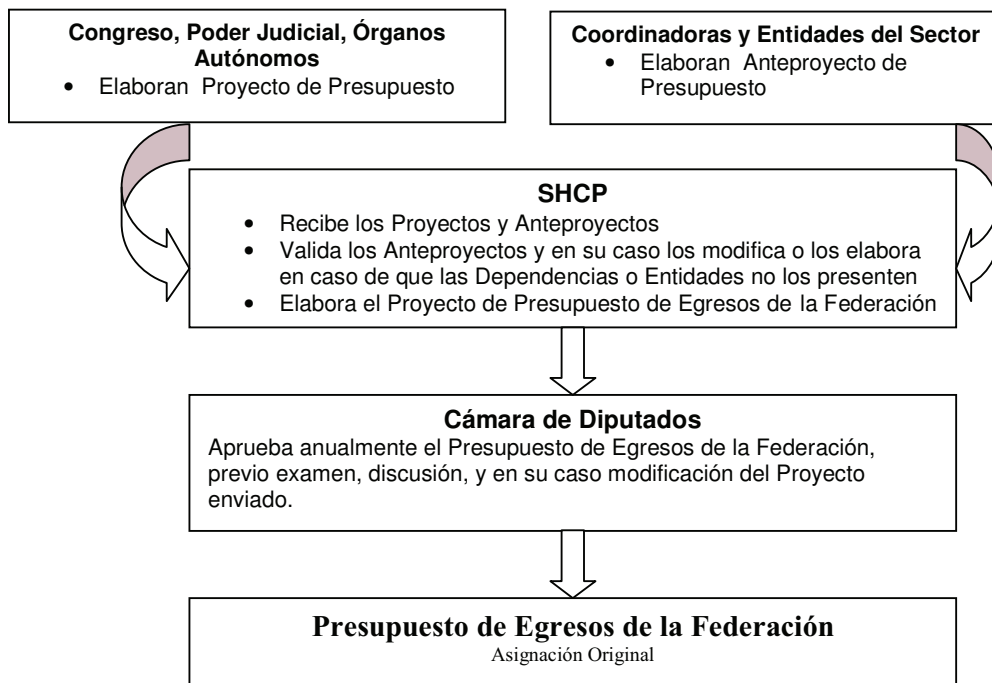 Congreso, Poder Judicial, Órganos
Autónomos
• Elaboran Proyecto de Presupuesto
Coordinadoras y Entidades del Sector
• Elaboran Anteproyecto de
Presupuesto
SHCP
• Recibe los Proyectos y Anteproyectos
• Valida los Anteproyectos y en su caso los modifica o los elabora
en caso de que las Dependencias o Entidades no los presenten
• Elabora el Proyecto de Presupuesto de Egresos de la Federación
Cámara de Diputados
Aprueba anualmente el Presupuesto de Egresos de la Federación,
previo examen, discusión, y en su caso modificación del Proyecto
enviado.
Presupuesto de Egresos de la Federación
Asignación Original